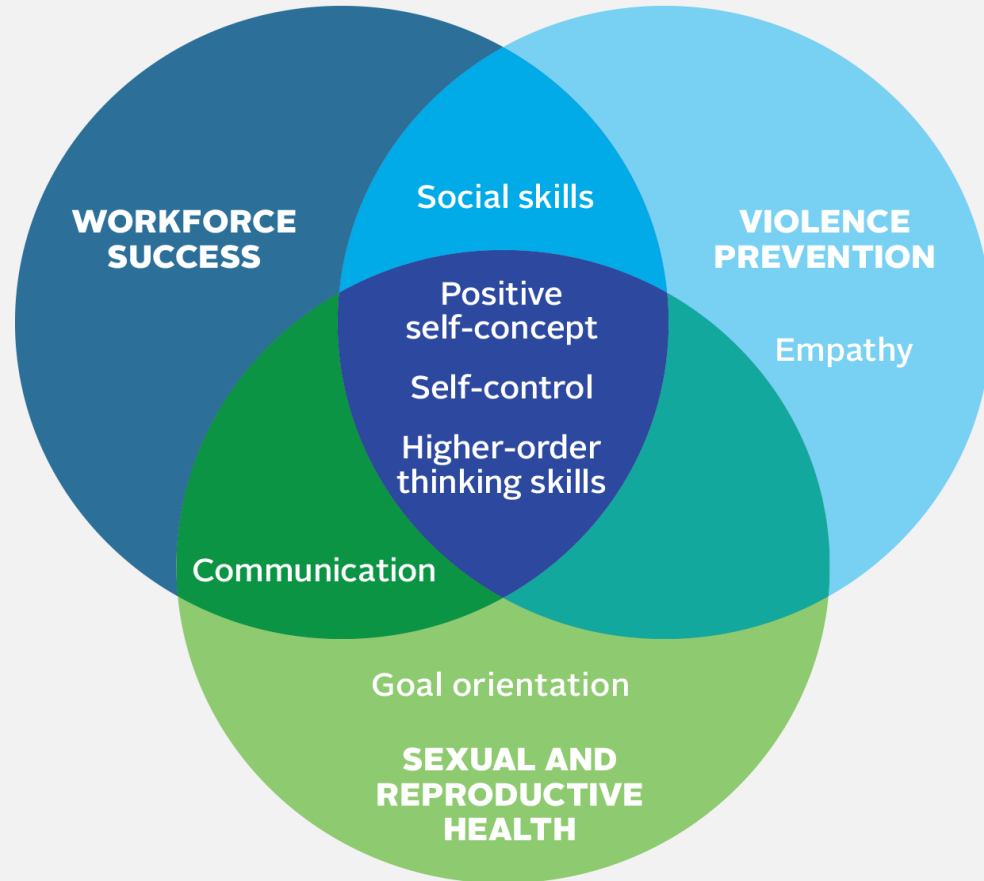 Social skills
WORKFORCE
SUCCESS
VIOLENCE
PREVENTION
Positive
self-concept
Empathy
Self-control
Higher-order
thinking skills
Communication
Goal orientation
SEXUAL AND
REPRODUCTIVE
HEALTH